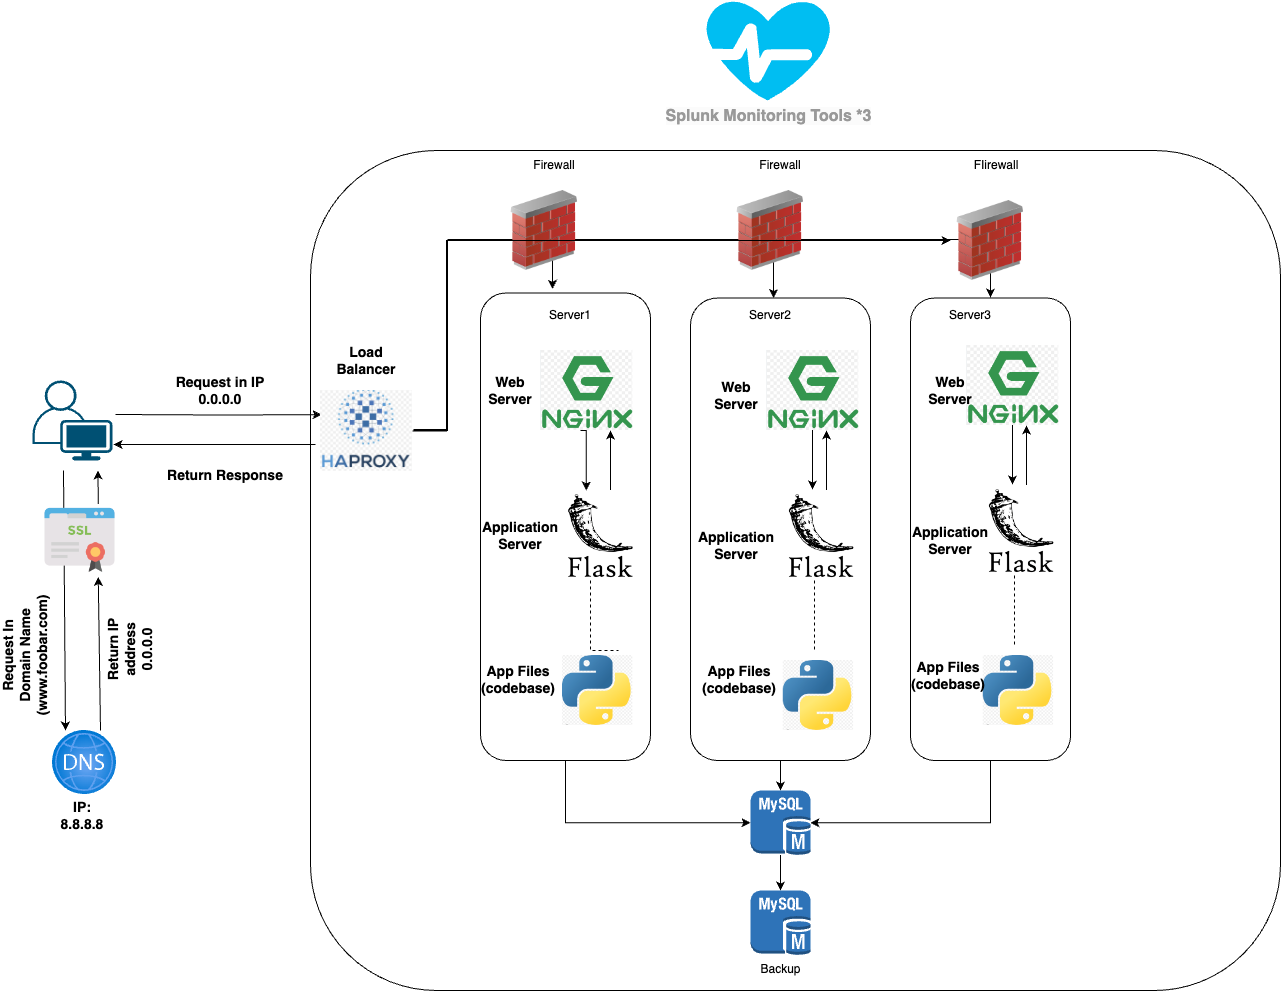 Splunk Monitoring Tools *3
Firewall
Firewall
Flirewall
Server1
Server2
Server3
Load
Balancer
HAPROXY
Request in IP
0.0.0.0
Return Response
Web
Server
NGiNX
Web
Server
NGiNX
Web
Server
NGiNX
SSL
Application
Server
Flask
Application
Server
Flask
Application
Server
Flask
Request In
Domain Name
(www.foobar.com)
Return IP
address
0.0.0.0
App Files
(codebase)
App Files
(codebase)
App Files
(codebase)
DNS
IP:
8.8.8.8
MySQL
M
MySQL
M
Backup